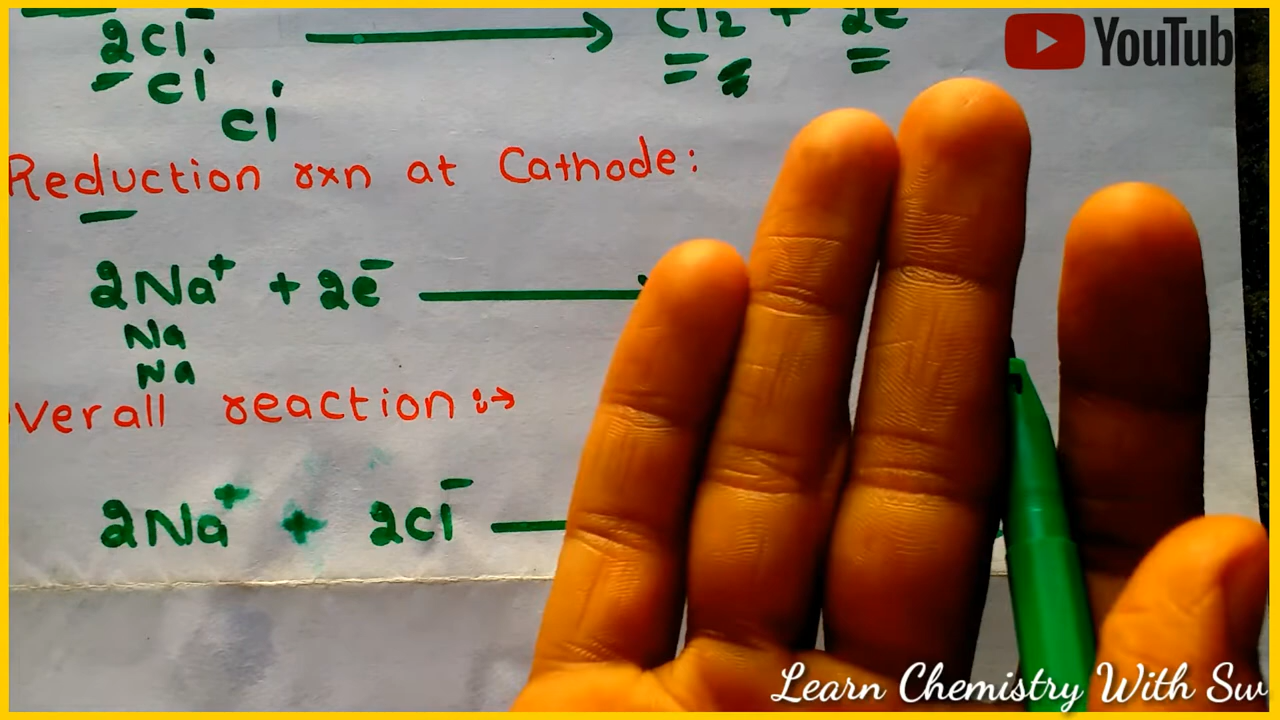 2Cl⁻ ⟶ Cl₂ + 2e⁻
Cl
Cl
YouTub
Reduction rxn at Cathode:
2Na⁺ + 2e⁻ ⟶
Na
Na
verall reaction :→
2Na⁺ + 2Cl⁻
Learn Chemistry With Sw